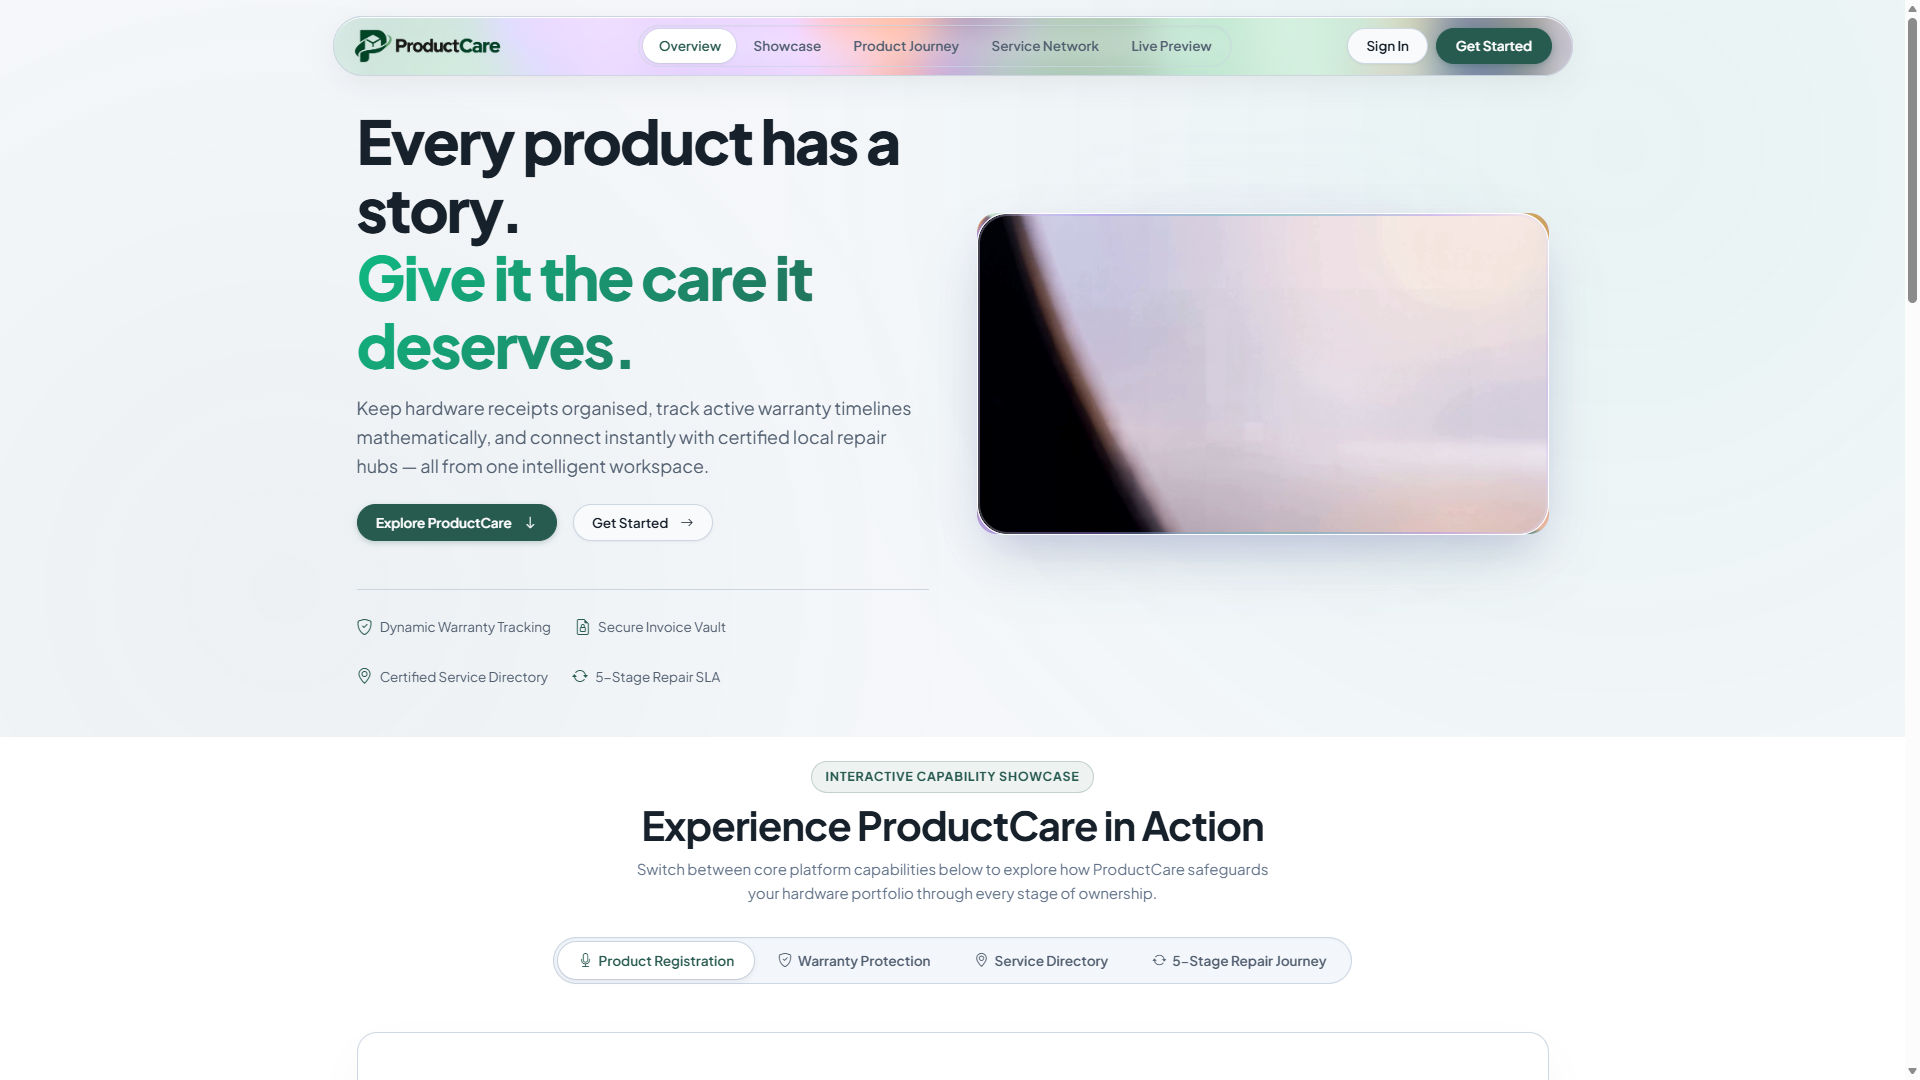 ProductCare
Overview
Showcase
Product Journey
Service Network
Live Preview
Sign In
Get Started
Every product has a
story.
Give it the care it
deserves.
Keep hardware receipts organised, track active warranty timelines
mathematically, and connect instantly with certified local repair
hubs — all from one intelligent workspace.
Explore ProductCare ↓
Get Started →
Dynamic Warranty Tracking
Secure Invoice Vault
Certified Service Directory
5-Stage Repair SLA
INTERACTIVE CAPABILITY SHOWCASE
Experience ProductCare in Action
Switch between core platform capabilities below to explore how ProductCare safeguards
your hardware portfolio through every stage of ownership.
Product Registration
Warranty Protection
Service Directory
5-Stage Repair Journey